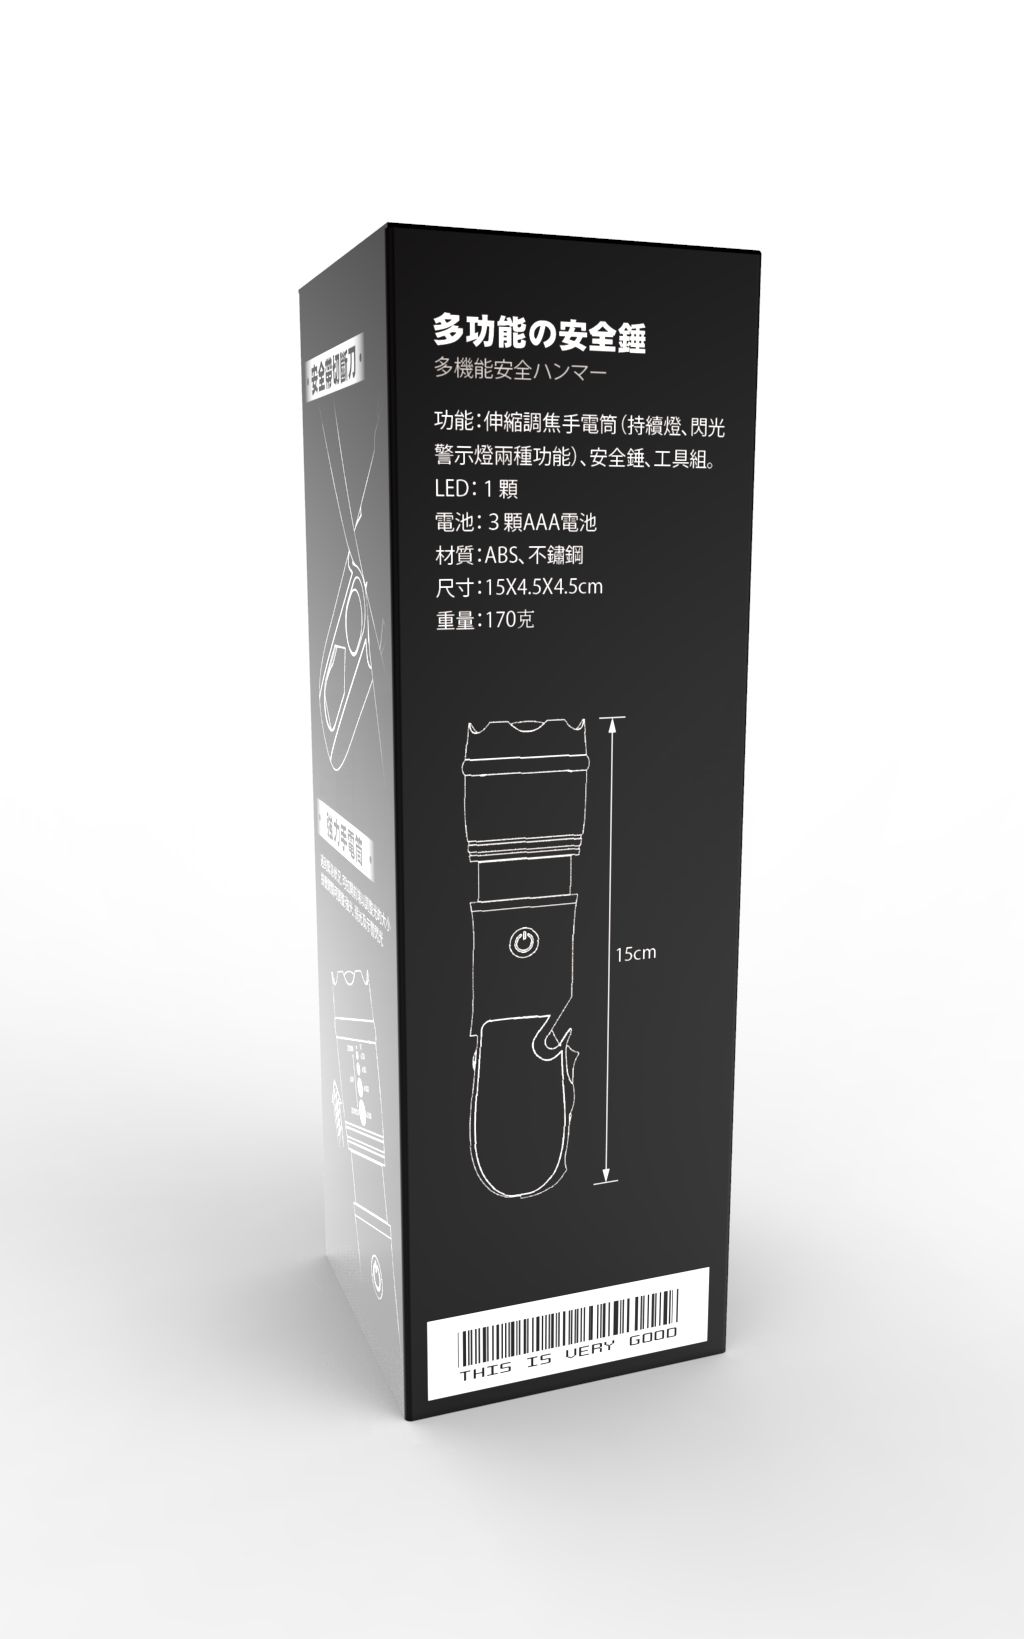 多功能の安全錘
多機能安全ハンマー
功能：伸縮調焦手電筒（持續燈、閃光
警示燈兩種功能）、安全錘、工具組。
LED：1 顆
電池：3 顆AAA電池
材質：ABS、不鏽鋼
尺寸：15X4.5X4.5cm
重量：170克
15cm
THIS IS VERY GOOD
安全帶切斷刀
強力手電筒